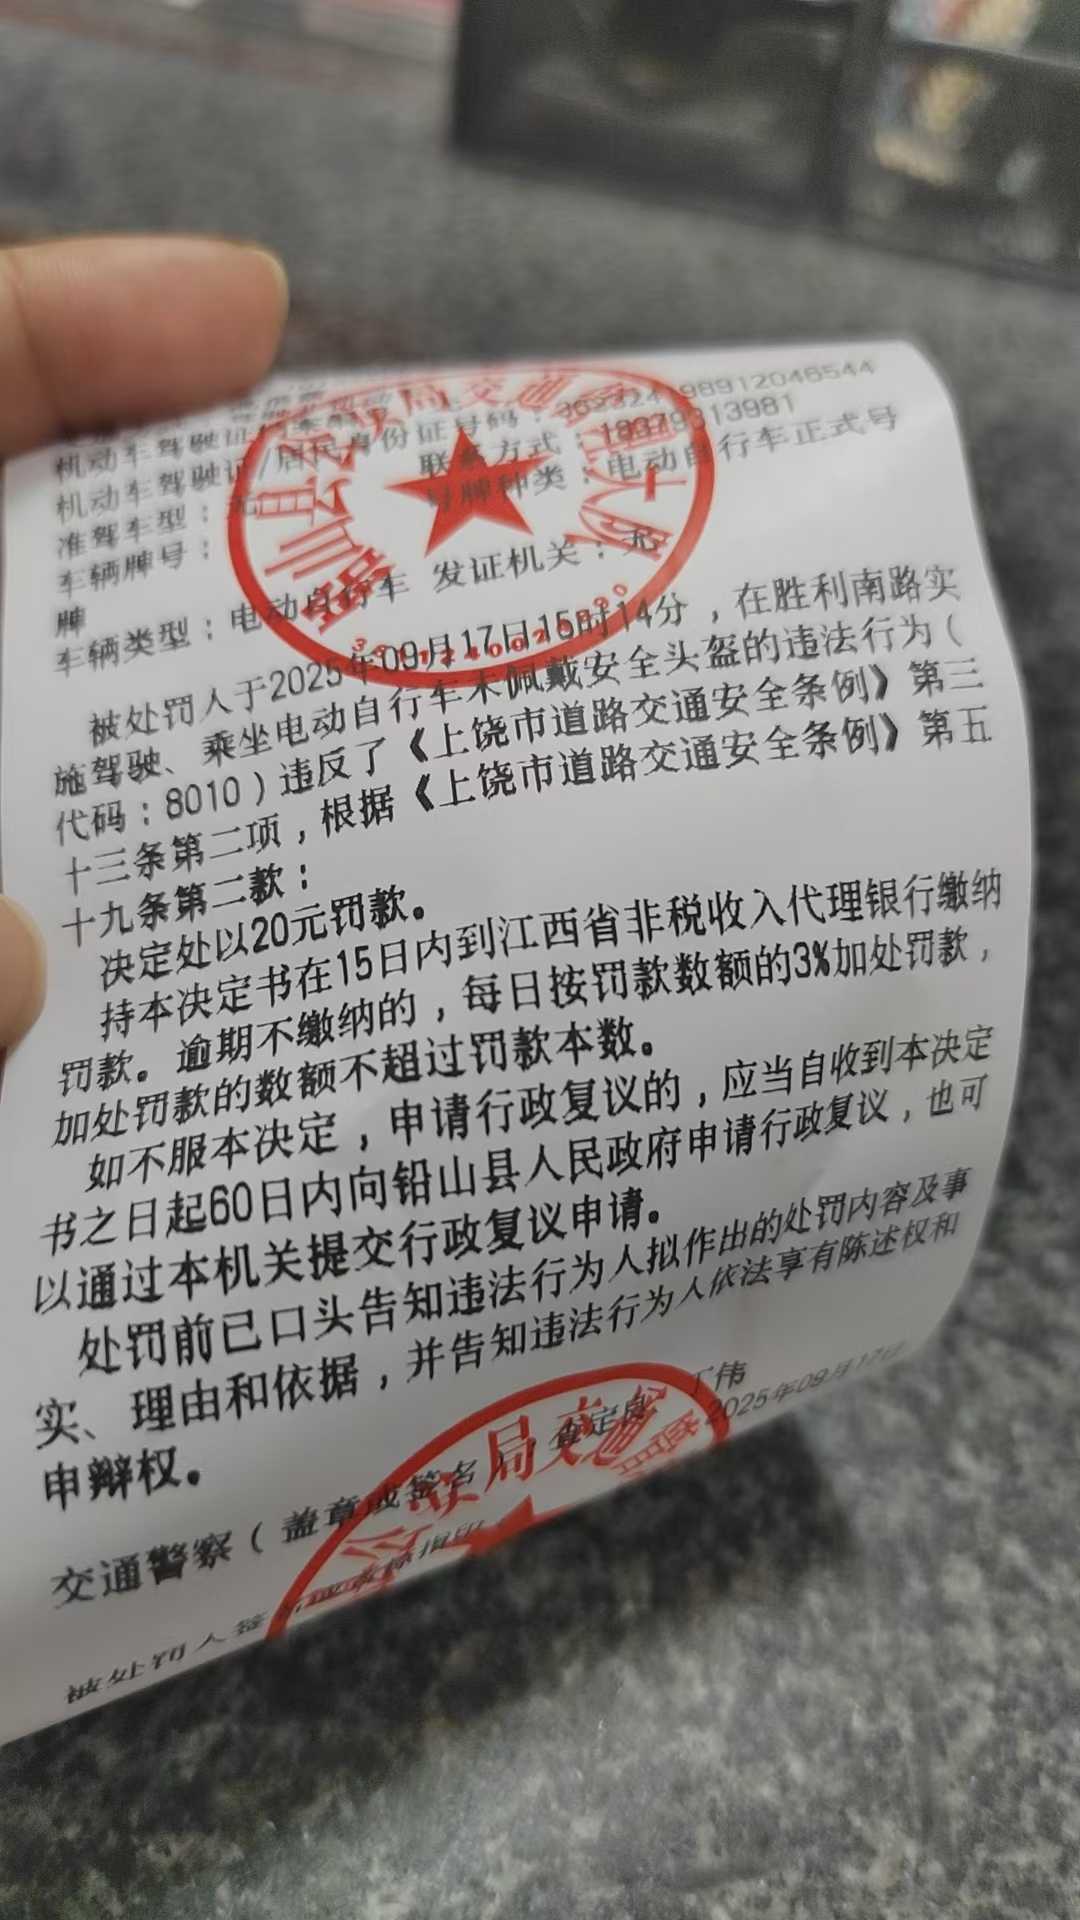 机动车驾驶证
机动车驾驶证/居民身份证号码：
准驾车型：无 联系方式：18379313981
车辆牌号： 号牌种类：电动自行车正式号
牌
车辆类型：电动自行车 发证机关：无
被处罚人于2025年09月17日15时14分，在胜利南路实
施驾驶、乘坐电动自行车未佩戴安全头盔的违法行为（
代码：8010）违反了《上饶市道路交通安全条例》第三
十三条第二项，根据《上饶市道路交通安全条例》第五
十九条第二款：
决定处以20元罚款。
持本决定书在15日内到江西省非税收入代理银行缴纳
罚款。逾期不缴纳的，每日按罚款数额的3%加处罚款，
加处罚款的数额不超过罚款本数。
如不服本决定，申请行政复议的，应当自收到本决定
书之日起60日内向铅山县人民政府申请行政复议，也可
以通过本机关提交行政复议申请。
处罚前已口头告知违法行为人拟作出的处罚内容及事
实、理由和依据，并告知违法行为人依法享有陈述权和
申辩权。
交通警察（盖章或签名） 丁伟
2025年09月17日
被处罚人签